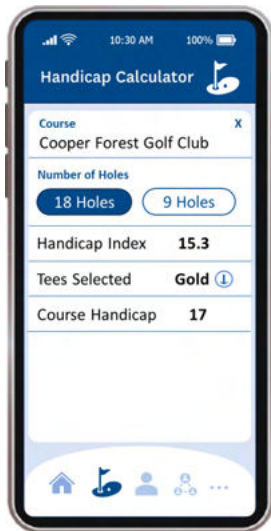 10:30 AM 100%
Handicap Calculator
Course X
Cooper Forest Golf Club
Number of Holes
18 Holes 9 Holes
Handicap Index 15.3
Tees Selected Gold
Course Handicap 17